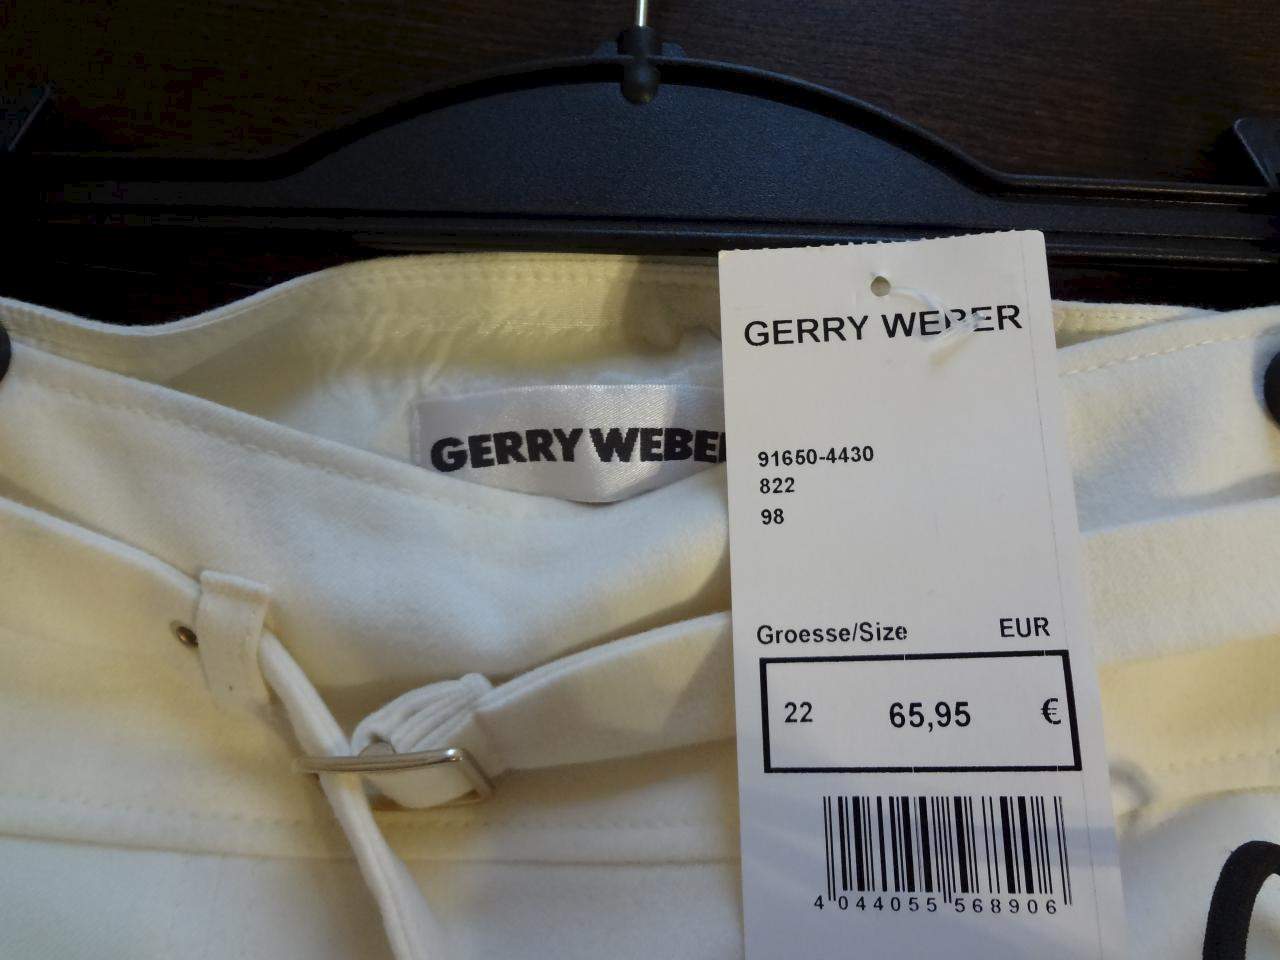 GERRY WEBER
GERRY WEBER
91650-4430
822
98
Groesse/Size EUR
22 65,95 €
4 044055 568906